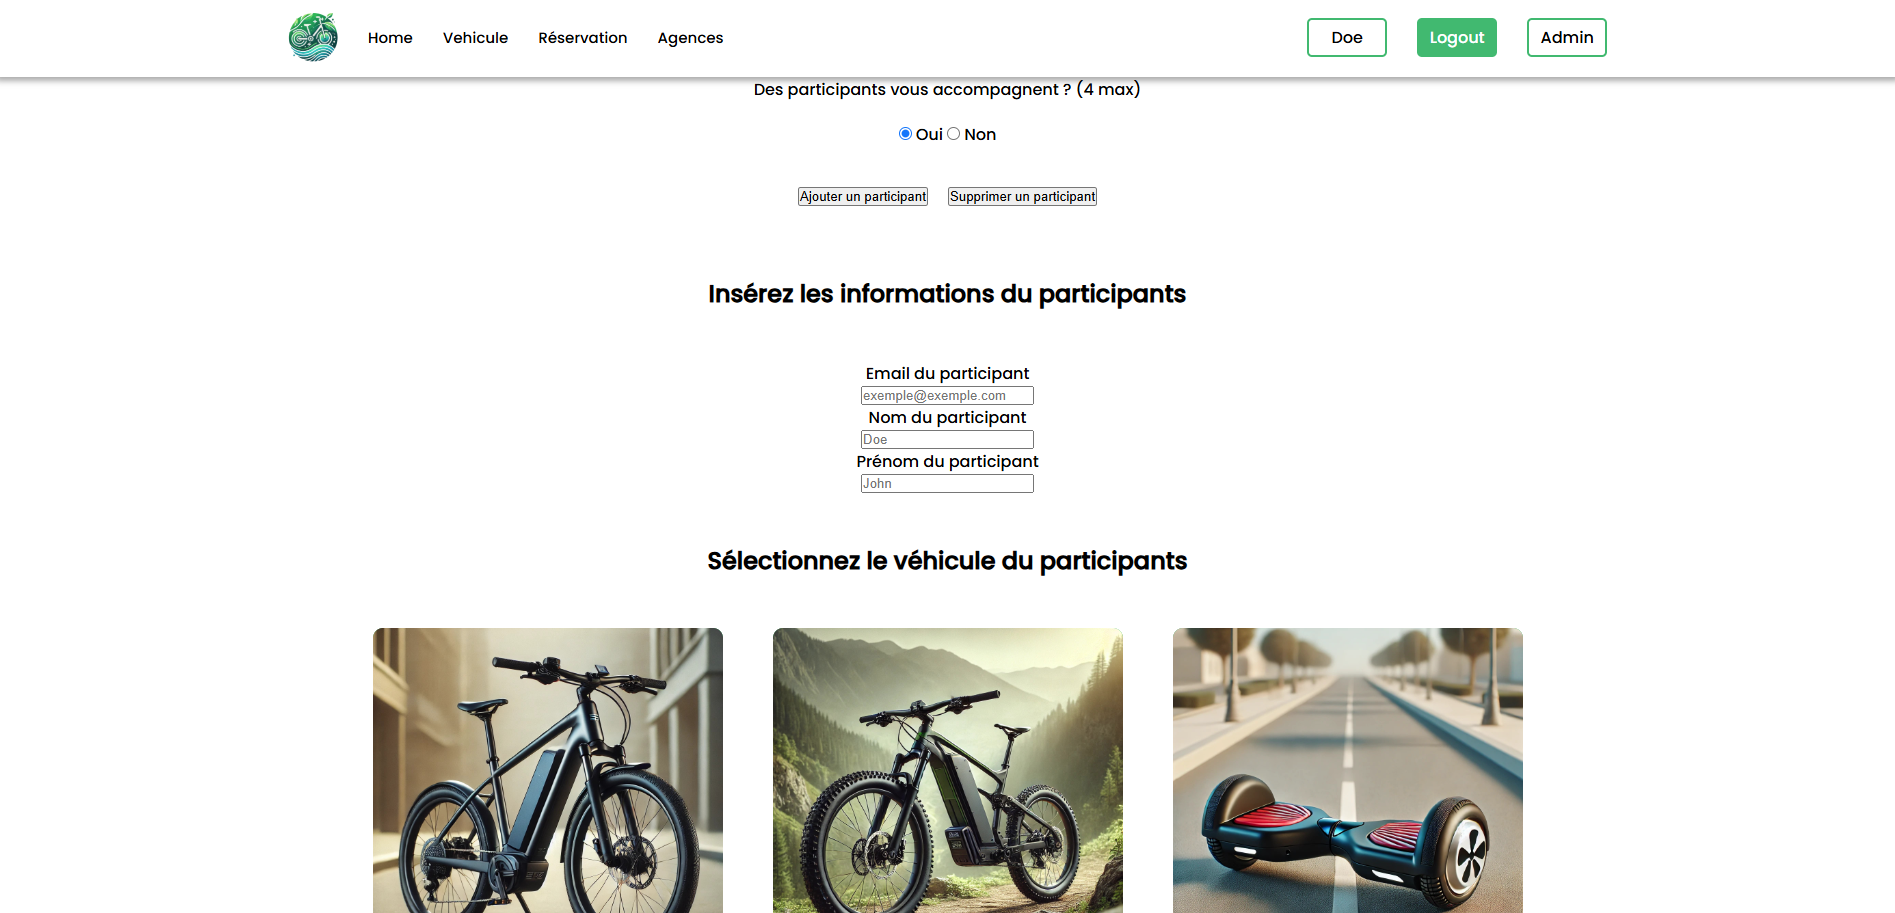 Home Vehicule Réservation Agences Doe Logout Admin
Des participants vous accompagnent ? (4 max)
Oui Non
Ajouter un participant Supprimer un participant
Insérez les informations du participants
Email du participant
exemple@exemple.com
Nom du participant
Doe
Prénom du participant
John
Sélectionnez le véhicule du participants